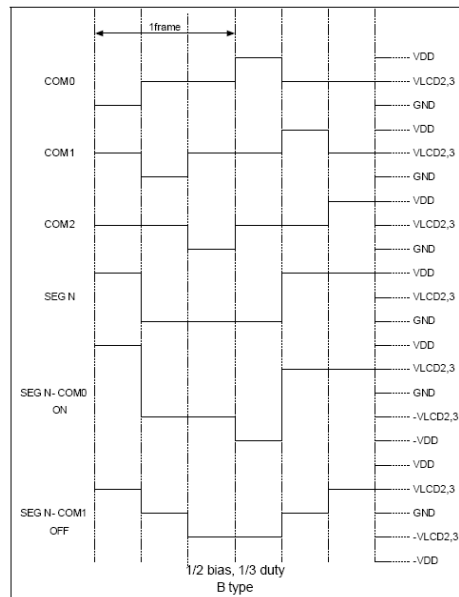 1frame
COM0
VDD
VLCD2,3
GND
COM1
VDD
VLCD2,3
GND
COM2
VDD
VLCD2,3
GND
SEG N
VDD
VLCD2,3
GND
SEG N- COM0
ON
VDD
VLCD2,3
GND
-VLCD2,3
-VDD
SEG N- COM1
OFF
VDD
VLCD2,3
GND
-VLCD2,3
-VDD
1/2 bias, 1/3 duty
B type